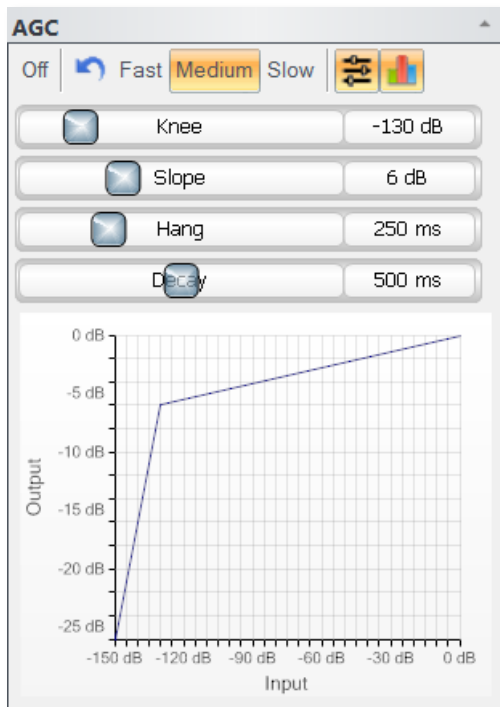 AGC
Off Fast Medium Slow
Knee -130 dB
Slope 6 dB
Hang 250 ms
Decay 500 ms
0 dB
-5 dB
-10 dB
-15 dB
-20 dB
-25 dB
Output
-150 dB -120 dB -90 dB -60 dB -30 dB 0 dB
Input